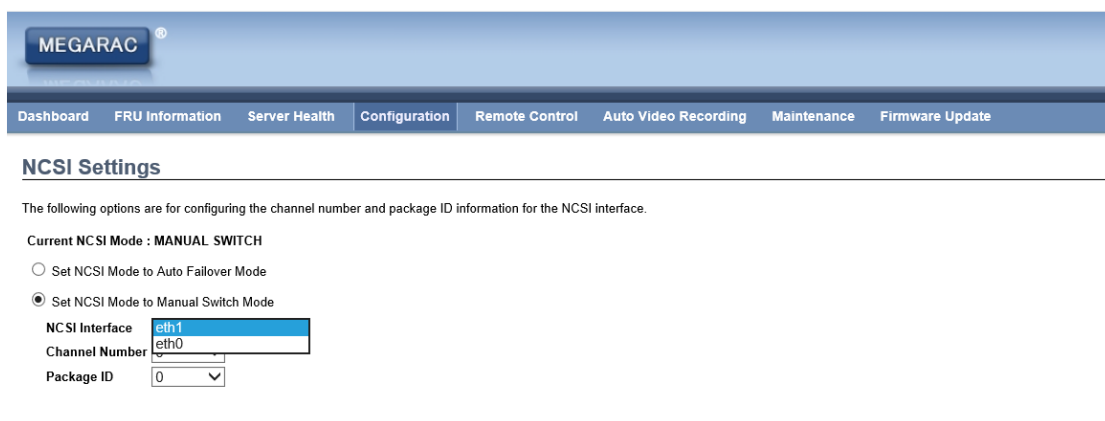 MEGARAC ®
Dashboard FRU Information Server Health Configuration Remote Control Auto Video Recording Maintenance Firmware Update
NCSI Settings
The following options are for configuring the channel number and package ID information for the NCSI interface.
Current NCSI Mode : MANUAL SWITCH
Set NCSI Mode to Auto Failover Mode
Set NCSI Mode to Manual Switch Mode
NCSI Interface eth1
eth0
Channel Number
Package ID 0